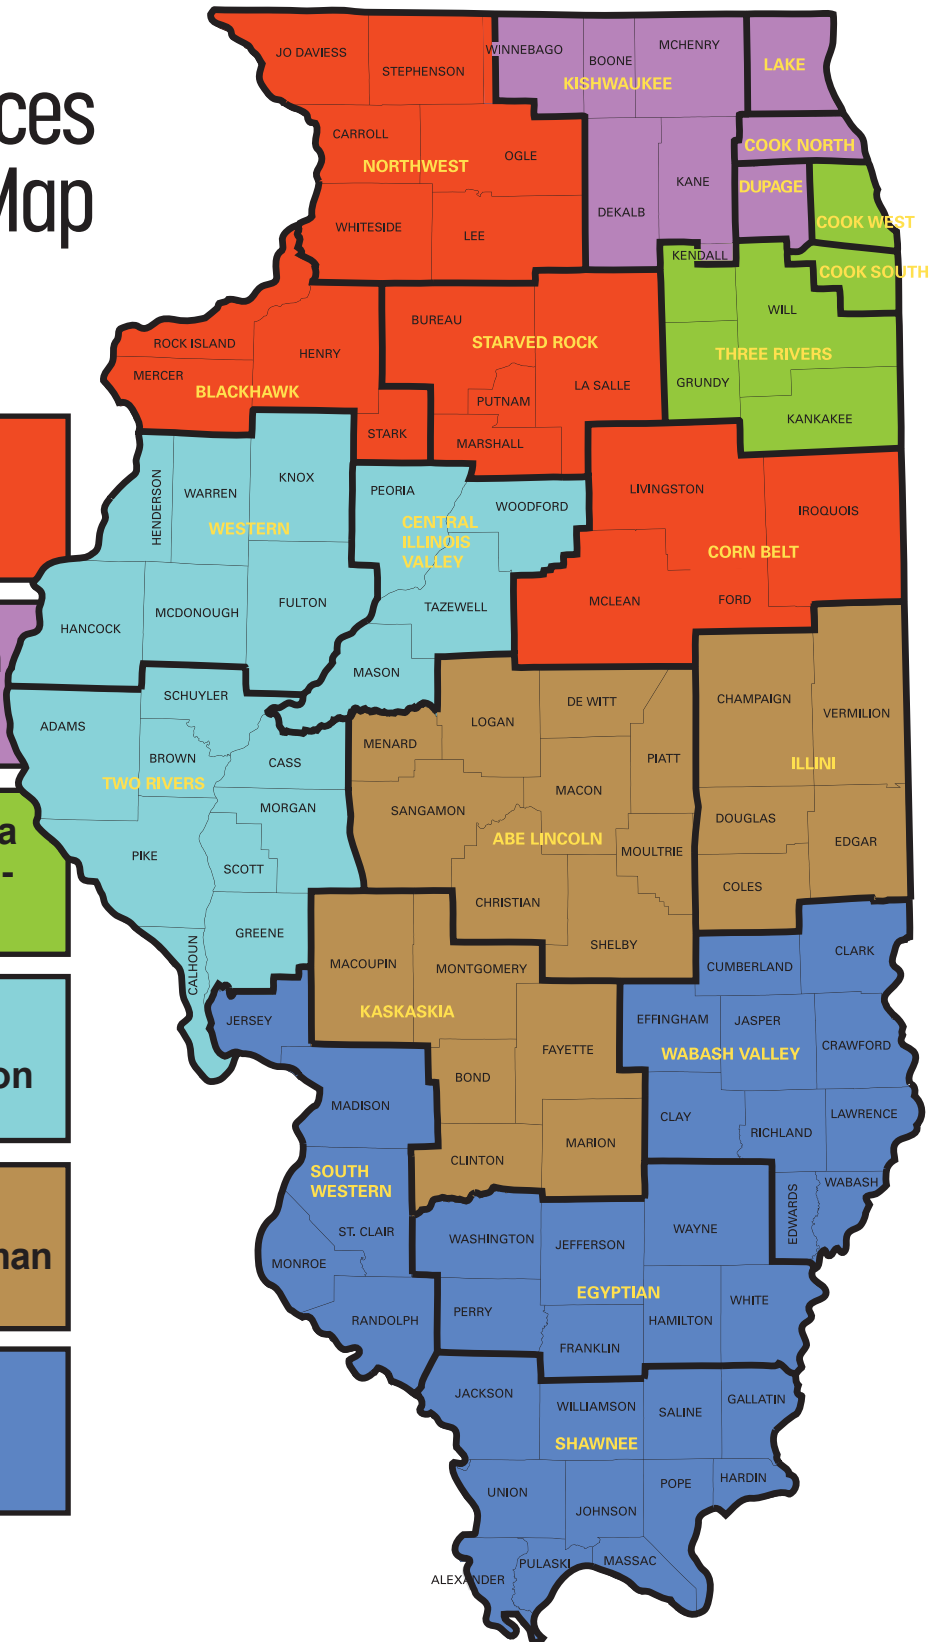 ces
Map
JO DAVIESS
STEPHENSON
WINNEBAGO
BOONE
MCHENRY
KISHWAUKEE
LAKE
CARROLL
NORTHWEST
OGLE
COOK NORTH
KANE
DUPAGE
DEKALB
COOK WEST
WHITESIDE
LEE
KENDALL
COOK SOUTH
WILL
BUREAU
ROCK ISLAND
HENRY
STARVED ROCK
THREE RIVERS
MERCER
BLACKHAWK
LA SALLE
GRUNDY
PUTNAM
KANKAKEE
STARK
MARSHALL
HENDERSON
WARREN
KNOX
PEORIA
WOODFORD
LIVINGSTON
IROQUOIS
WESTERN
CENTRAL
ILLINOIS
VALLEY
CORN BELT
MCDONOUGH
FULTON
TAZEWELL
MCLEAN
FORD
HANCOCK
MASON
SCHUYLER
ADAMS
LOGAN
DE WITT
CHAMPAIGN
VERMILION
MENARD
BROWN
CASS
PIATT
ILLINI
TWO RIVERS
MORGAN
SANGAMON
MACON
DOUGLAS
a
-
PIKE
SCOTT
ABE LINCOLN
MOULTRIE
EDGAR
COLES
CHRISTIAN
GREENE
SHELBY
CALHOUN
MACOUPIN
MONTGOMERY
CUMBERLAND
CLARK
JERSEY
KASKASKIA
EFFINGHAM
JASPER
FAYETTE
WABASH VALLEY
CRAWFORD
on
BOND
MADISON
CLAY
RICHLAND
LAWRENCE
CLINTON
MARION
SOUTH
WESTERN
EDWARDS
WABASH
ST. CLAIR
WASHINGTON
JEFFERSON
WAYNE
man
MONROE
EGYPTIAN
RANDOLPH
PERRY
HAMILTON
WHITE
FRANKLIN
JACKSON
WILLIAMSON
SALINE
GALLATIN
SHAWNEE
UNION
JOHNSON
POPE
HARDIN
ALEXANDER
PULASKI
MASSAC